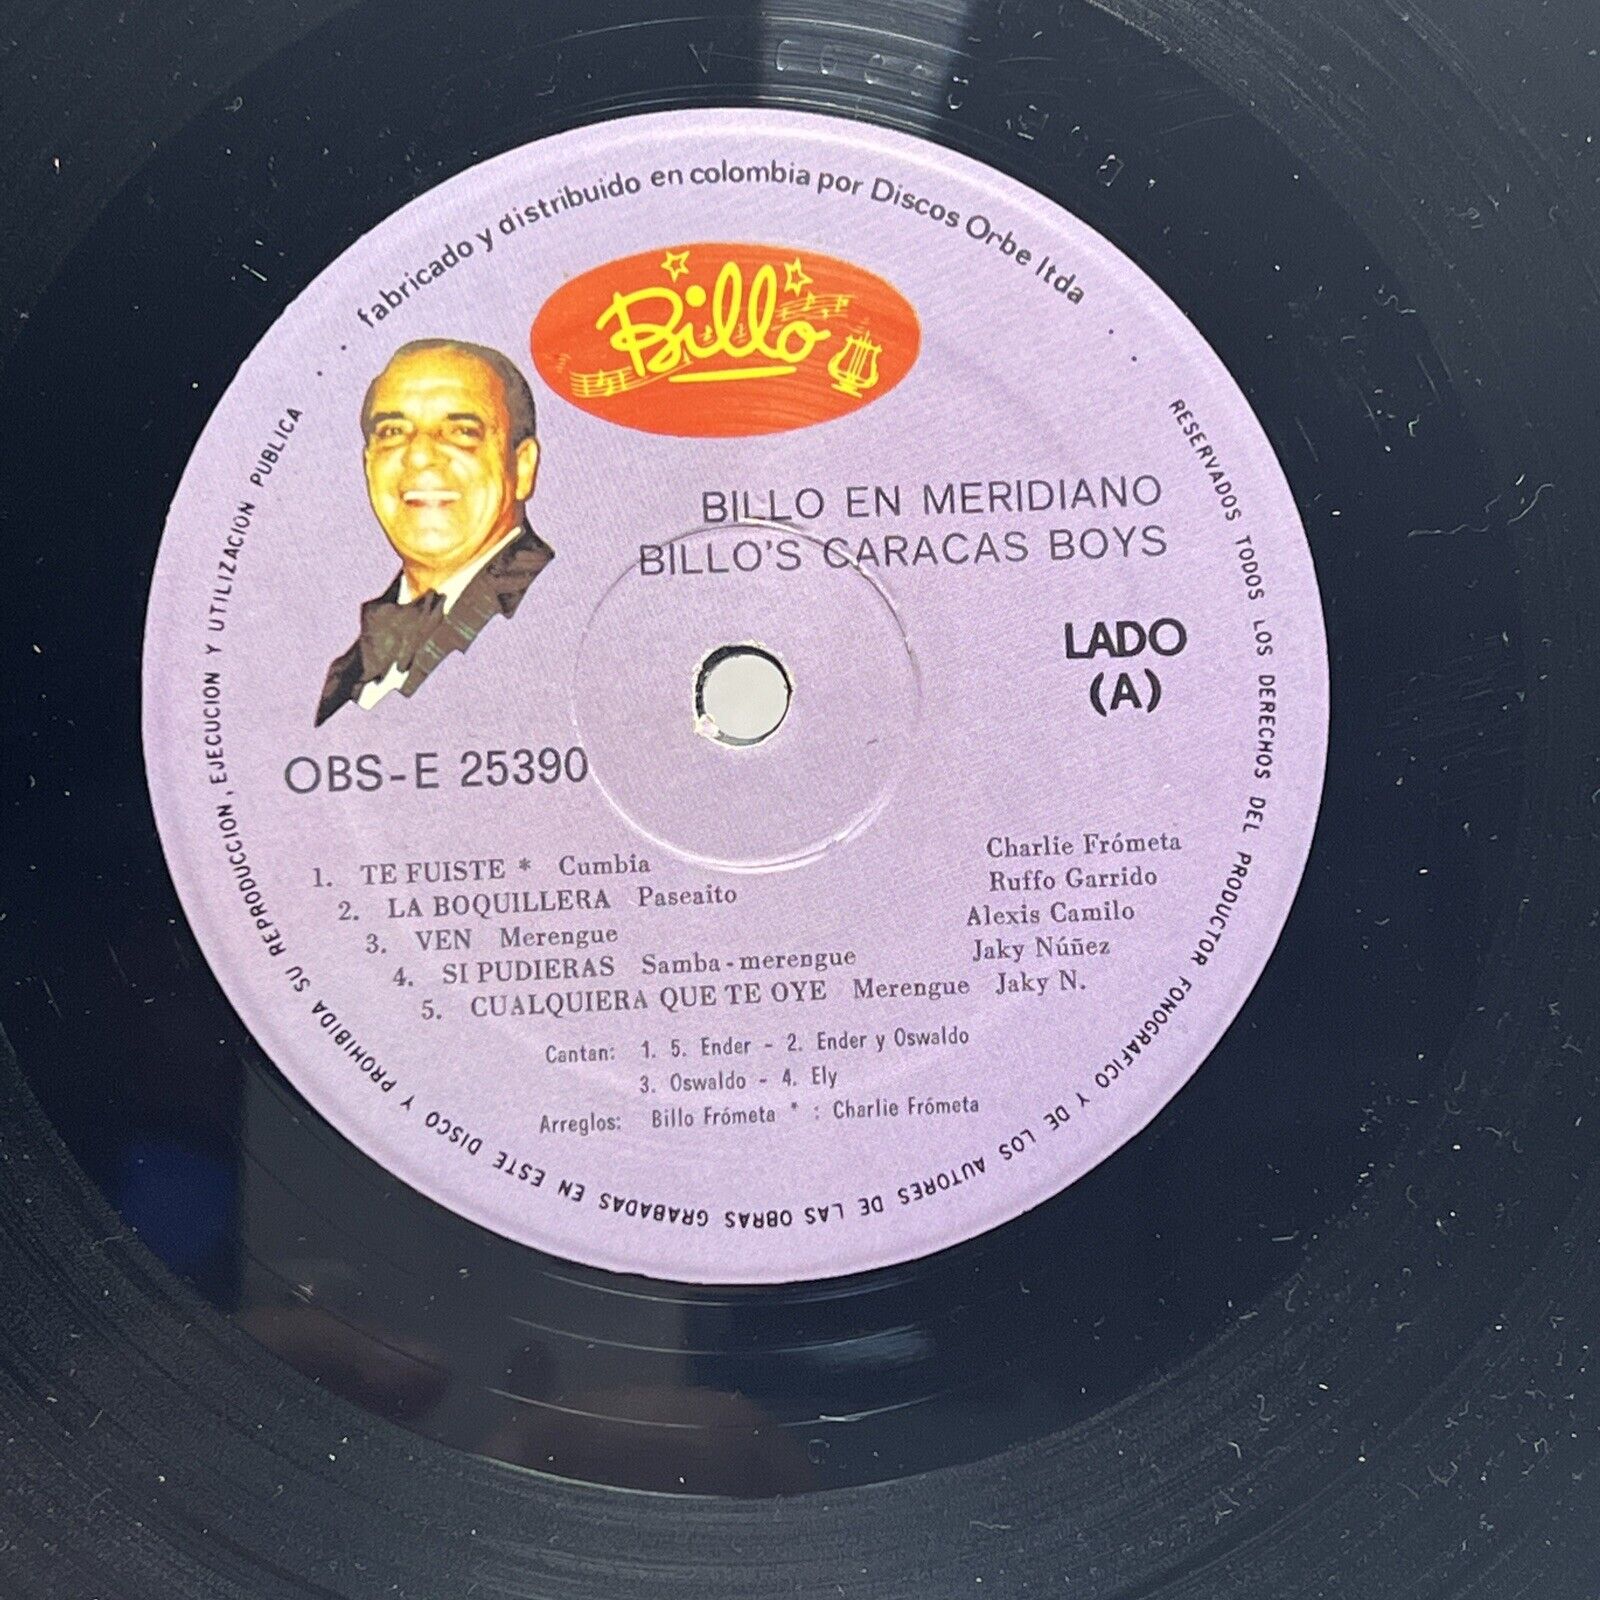 fabricado y distribuido en colombia por Discos Orbe ltda
Billo
BILLO EN MERIDIANO
BILLO'S CARACAS BOYS
LADO
(A)
OBS-E 25390
1. TE FUISTE * Cumbia Charlie Frómeta
2. LA BOQUILLERA Paseaito Ruffo Garrido
3. VEN Merengue Alexis Camilo
4. SI PUDIERAS Samba-merengue Jaky Núñez
5. CUALQUIERA QUE TE OYE Merengue Jaky N.
Cantan: 1. 5. Ender - 2. Ender y Oswaldo
3. Oswaldo - 4. Ely
Arreglos: Billo Frómeta * : Charlie Frómeta
RESERVADOS TODOS LOS DERECHOS DEL PRODUCTOR FONOGRAFICO Y DE LOS AUTORES DE LAS OBRAS GRABADAS EN ESTE DISCO Y PROHIBIDA SU REPRODUCCION, EJECUCION Y UTILIZACION PUBLICA